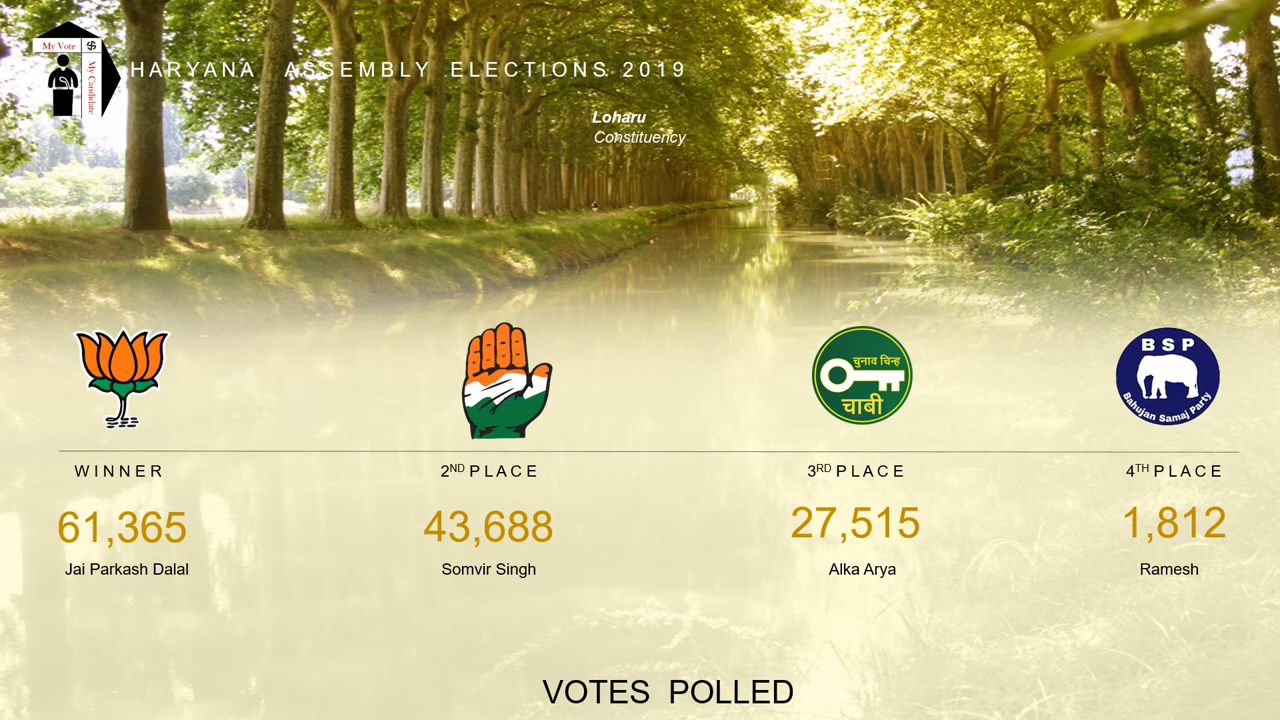 My Vote
My Candidate
HARYANA ASSEMBLY ELECTIONS 2019
Loharu
Constituency
चुनाव चिन्ह
चाबी
BSP
Bahujan Samaj Party
WINNER
2ND PLACE
3RD PLACE
4TH PLACE
61,365
43,688
27,515
1,812
Jai Parkash Dalal
Somvir Singh
Alka Arya
Ramesh
VOTES POLLED